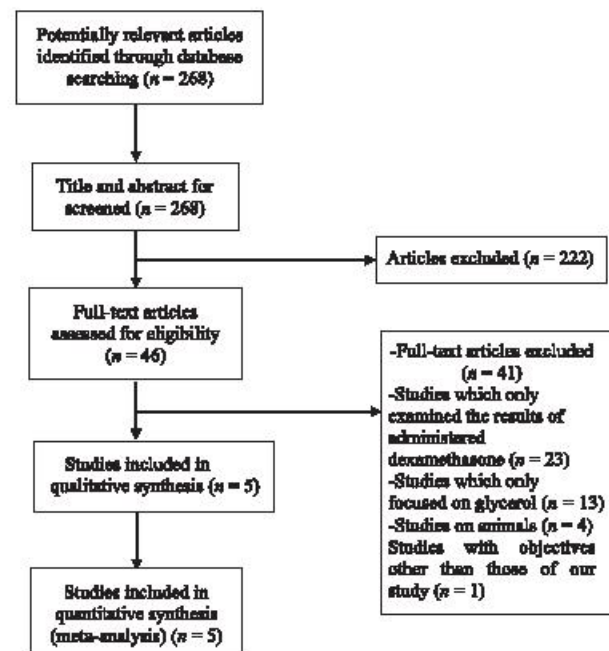 Potentially relevant articles
identified through database
searching (n = 268)
Title and abstract for
screened (n = 268)
Articles excluded (n = 222)
Full-text articles
assessed for eligibility
(n = 46)
-Full-text articles excluded
(n = 41)
-Studies which only
examined the results of
administered
dexamethasone (n = 23)
-Studies which only
focused on glycerol (n = 13)
-Studies on animals (n = 4)
Studies with objectives
other than those of our
study (n = 1)
Studies included in
qualitative synthesis (n = 5)
Studies included in
quantitative synthesis
(meta-analysis) (n = 5)